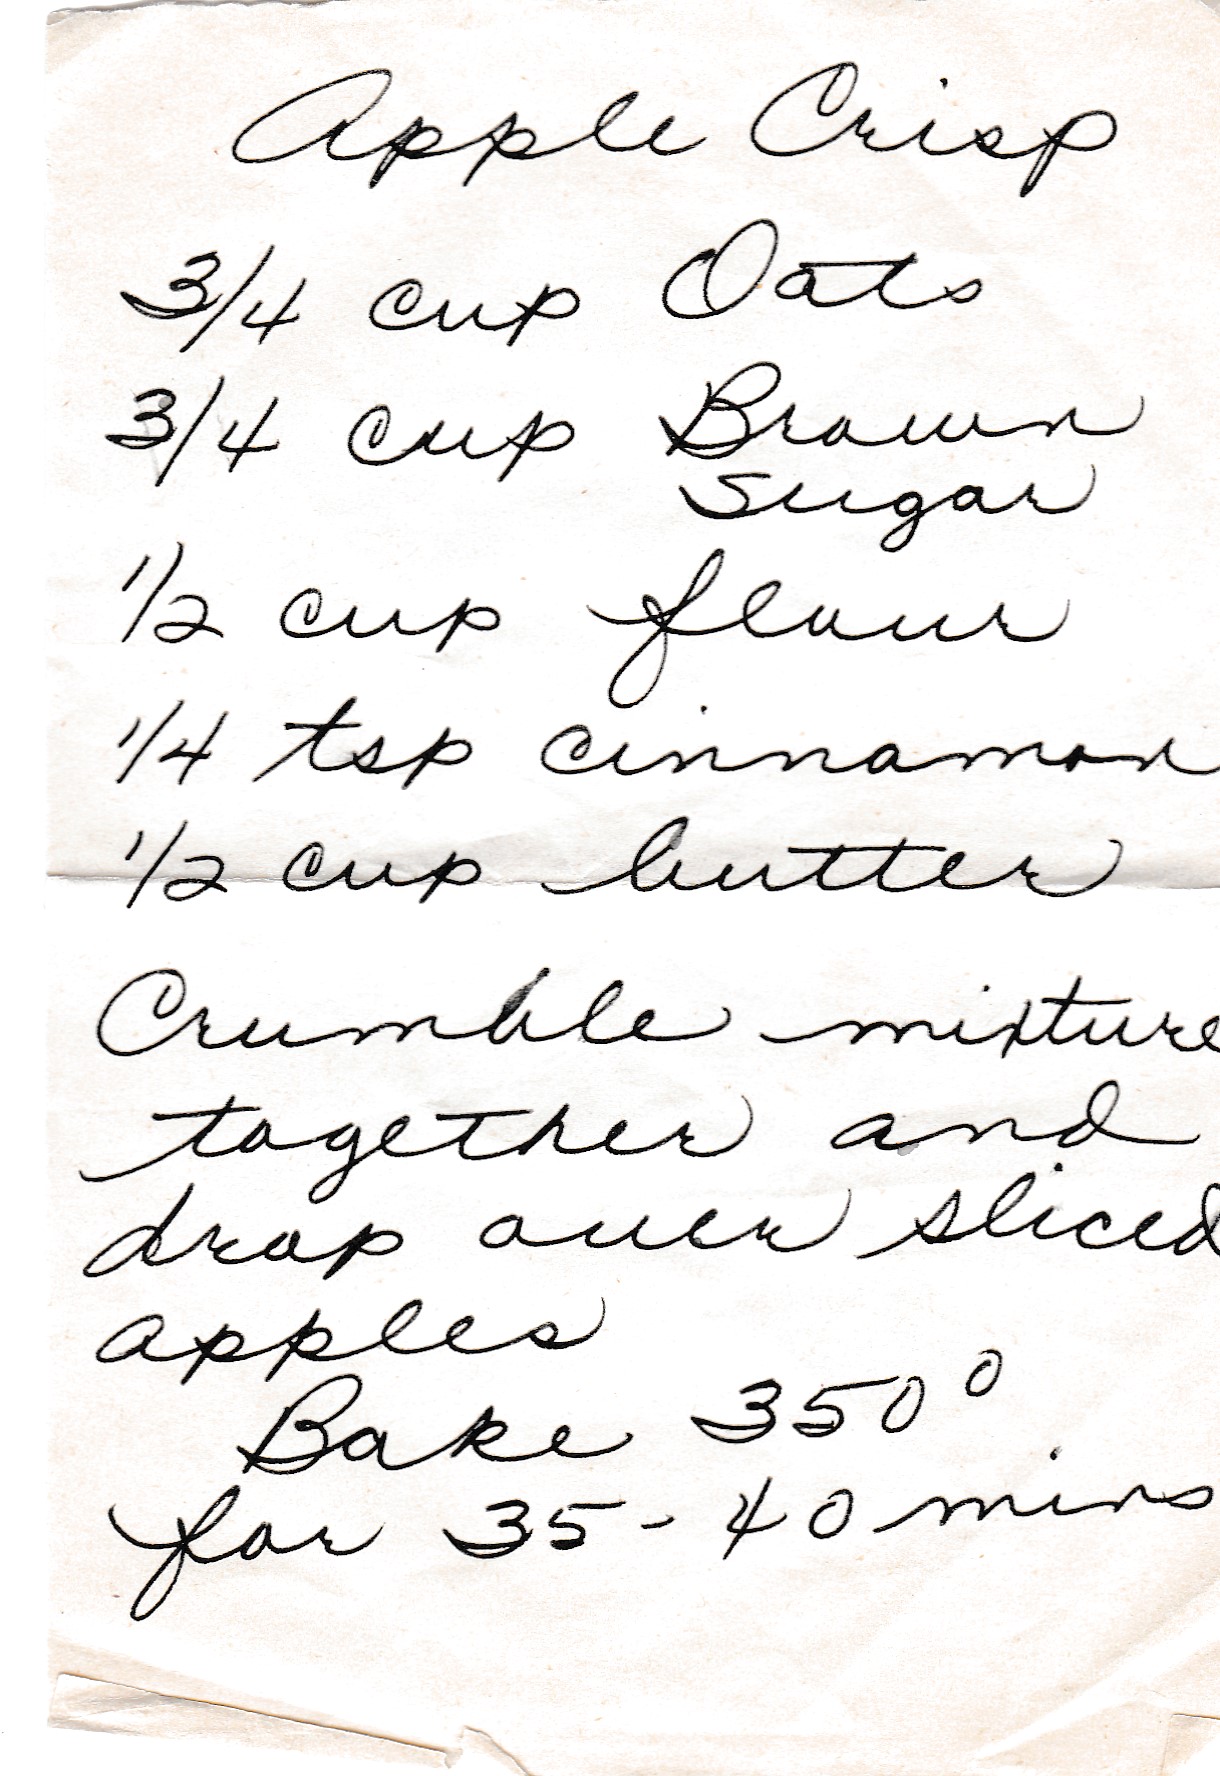 Apple Crisp
3/4 cup Oats
3/4 cup Brown
Sugar
1/2 cup flour
1/4 tsp cinnamon
1/2 cup butter
Crumble mixture
together and
drop over sliced
apples
Bake 350°
for 35-40 mins